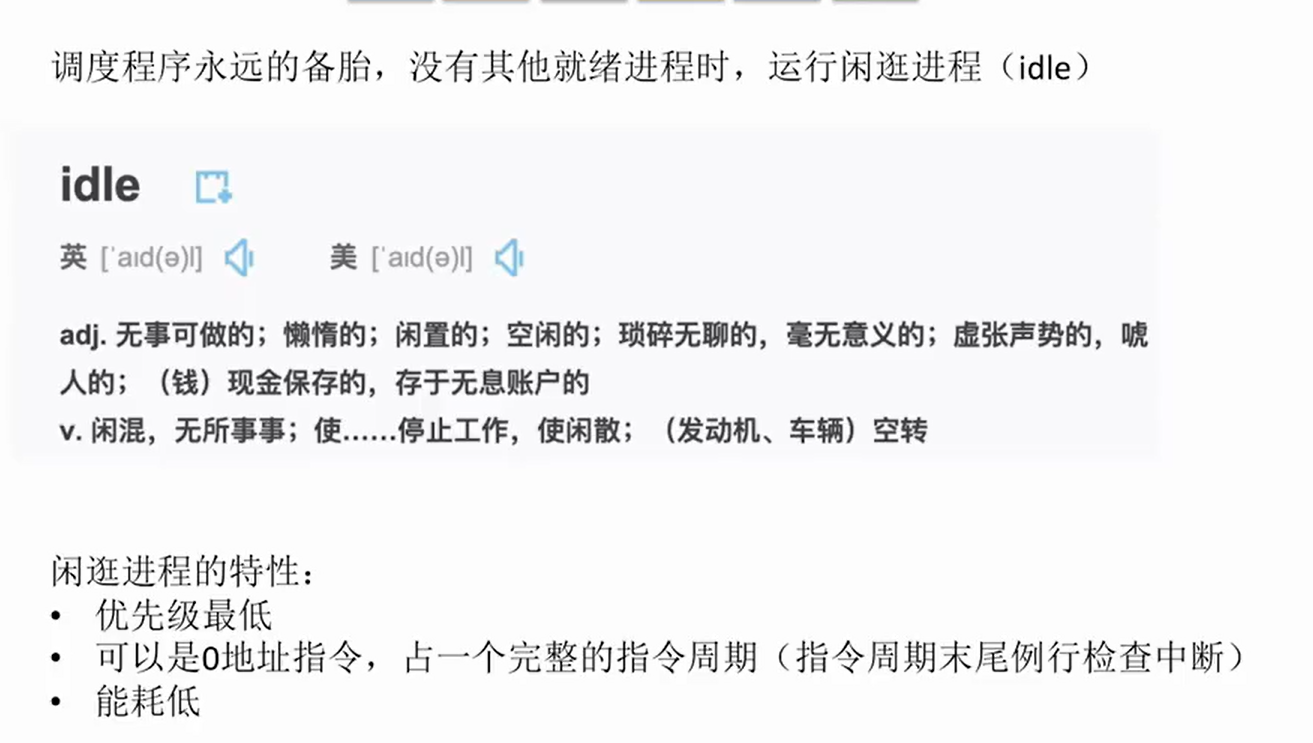 调度程序永远的备胎，没有其他就绪进程时，运行闲逛进程（idle）
idle
英 [ˈaɪd(ə)l] 美 [ˈaɪd(ə)l]
adj. 无事可做的；懒惰的；闲置的；空闲的；琐碎无聊的，毫无意义的；虚张声势的，唬
人的；（钱）现金保存的，存于无息账户的
v. 闲混，无所事事；使……停止工作，使闲散；（发动机、车辆）空转
闲逛进程的特性：
• 优先级最低
• 可以是0地址指令，占一个完整的指令周期（指令周期末尾例行检查中断）
• 能耗低